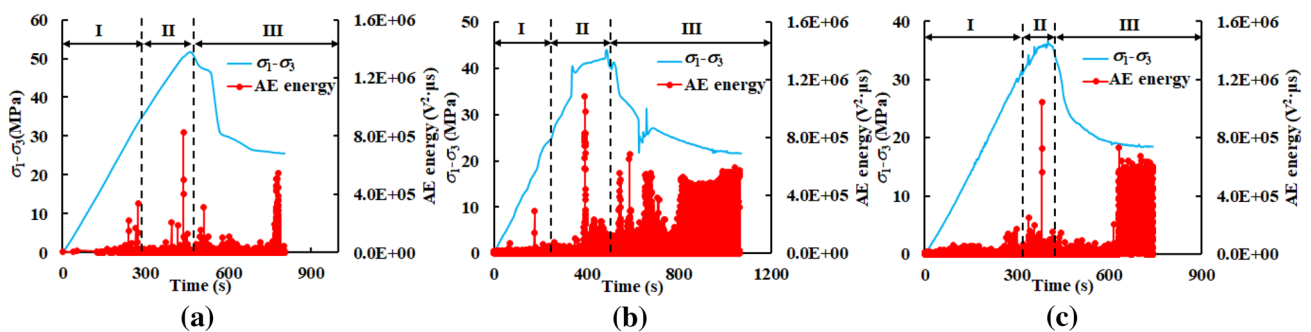 60
50
40
30
20
10
0
σ₁-σ₃(MPa)
I
II
III
σ₁-σ₃
AE energy
1.6E+06
1.2E+06
8.0E+05
4.0E+05
0.0E+00
AE energy (V²·μs)
0
300
600
900
Time (s)
(a)
50
40
30
20
10
0
σ₁-σ₃ (MPa)
I
II
III
σ₁-σ₃
AE energy
1.6E+06
1.2E+06
8.0E+05
4.0E+05
0.0E+00
AE energy (V²·μs)
0
400
800
1200
Time (s)
(b)
40
30
20
10
0
σ₁-σ₃ (MPa)
I
II
III
σ₁-σ₃
AE energy
1.6E+06
1.2E+06
8.0E+05
4.0E+05
0.0E+00
AE energy (V²·μs)
0
300
600
900
Time (s)
(c)